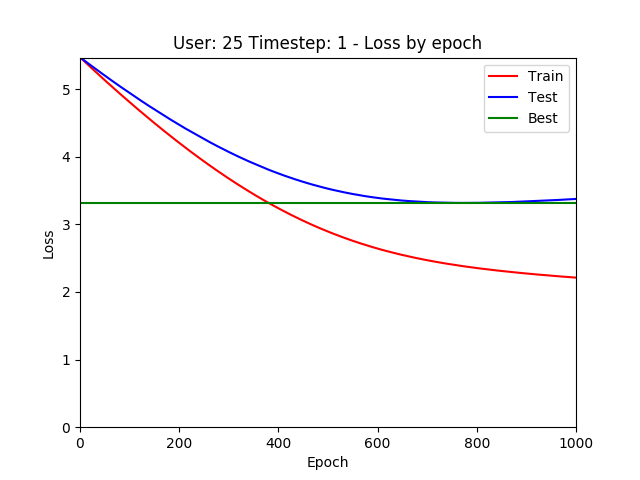 User: 25 Timestep: 1 - Loss by epoch
Train
Test
Best
5
4
3
2
1
0
Loss
0 200 400 600 800 1000
Epoch